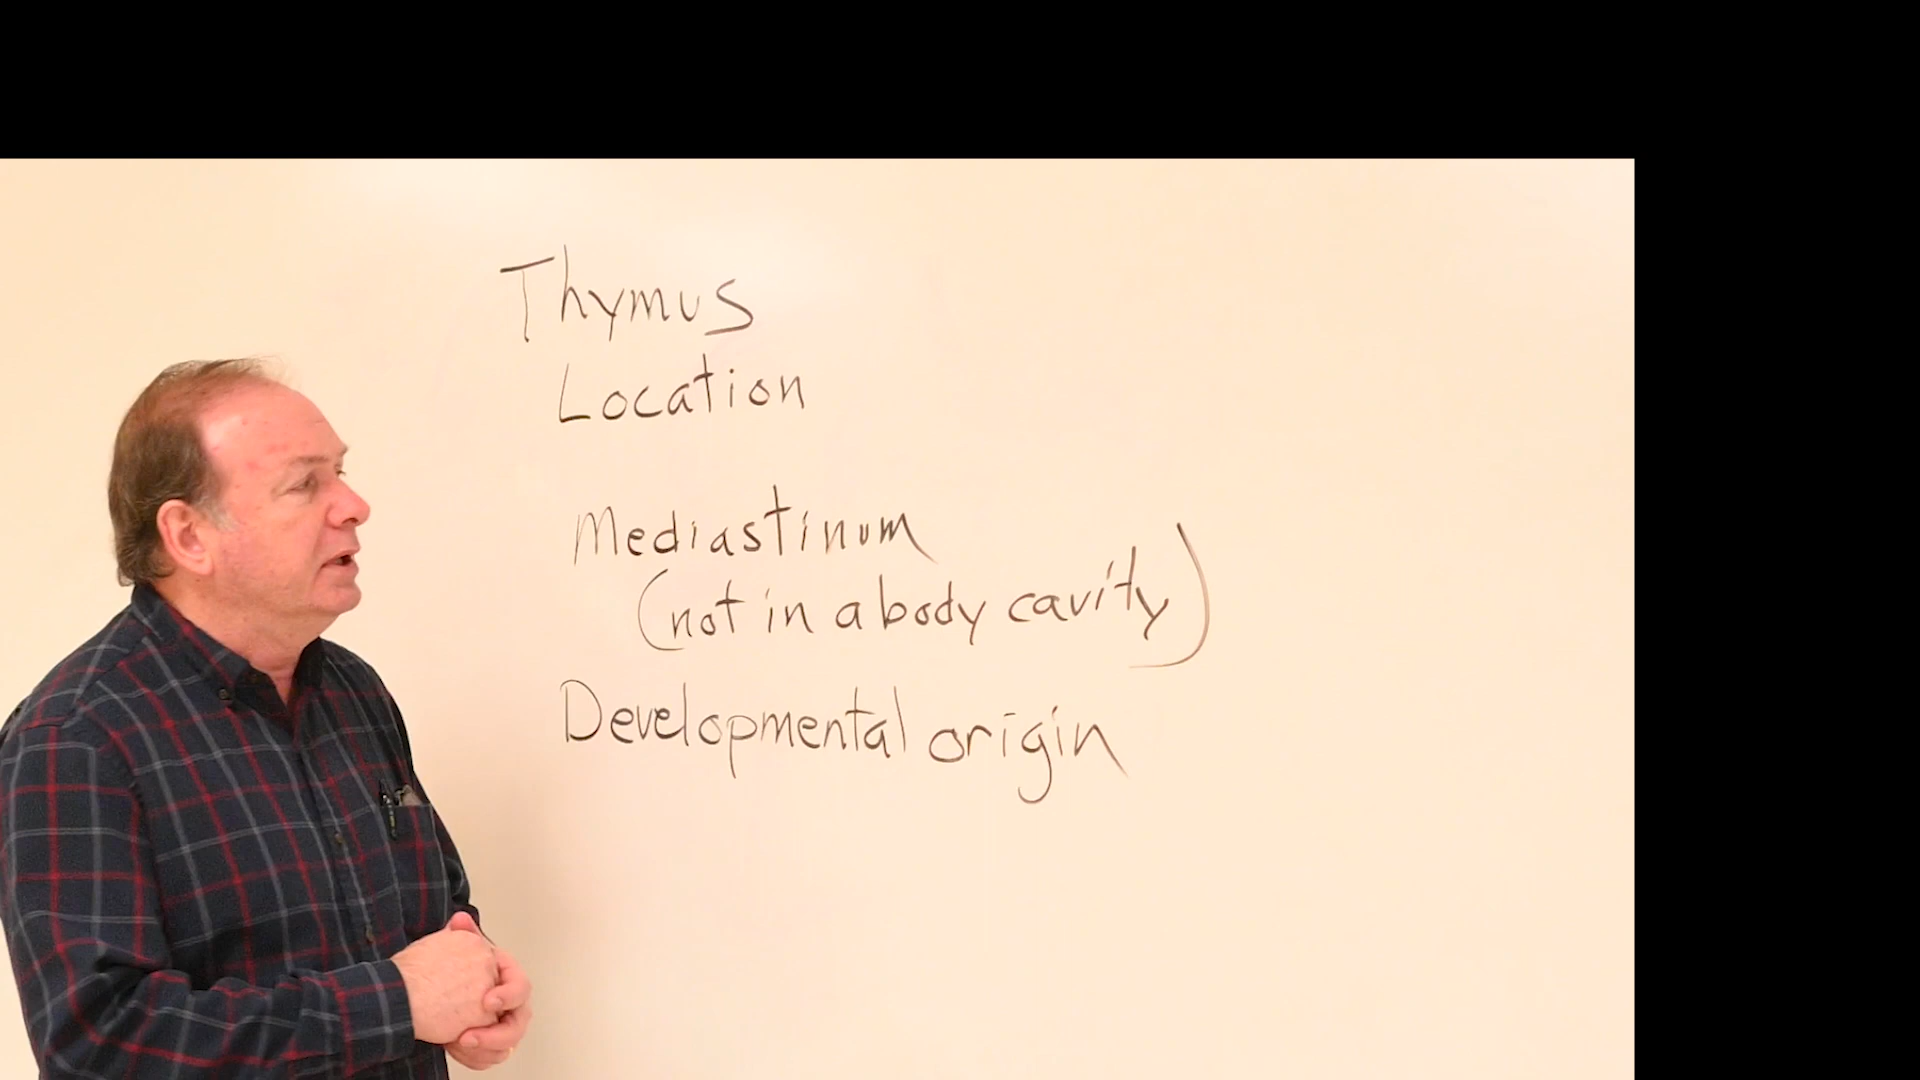 Thymus
Location
Mediastinum
(not in a body cavity)
Developmental origin